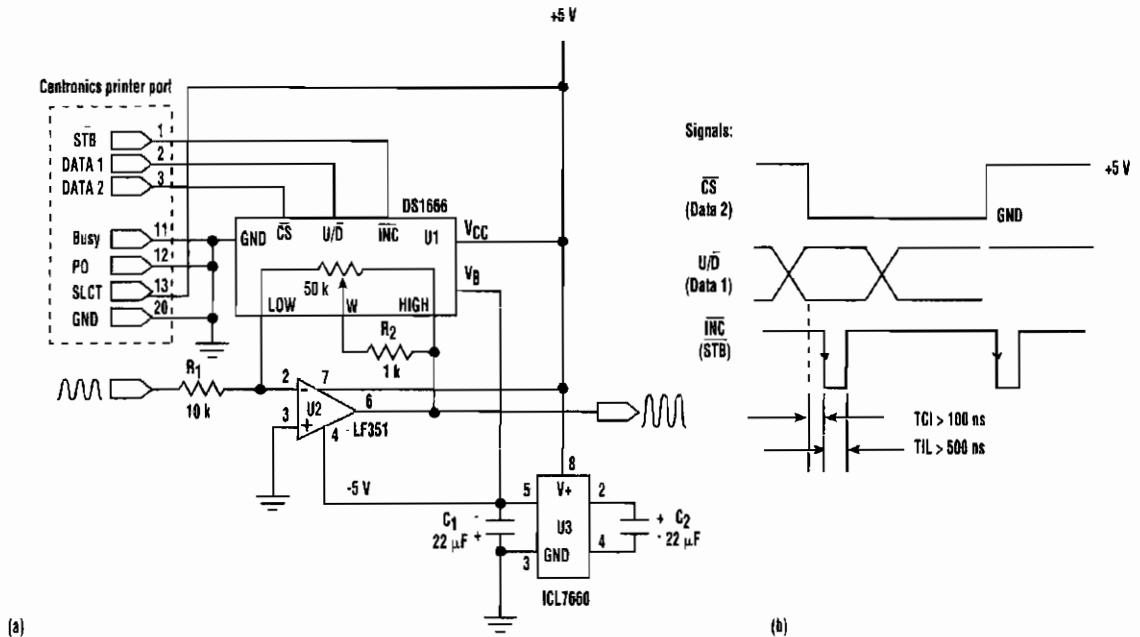 +5 V
Centronics printer port
STB 1
DATA 1 2
DATA 2 3
Busy 11
PO 12
SLCT 13
GND 20
DS1666
GND CS U/D INC U1 VCC
VB
50 k
LOW W HIGH
R2
1 k
R1
10 k
2 - 7
U2 6
3 + 4 LF351
-5 V
8
5 V+ 2
C1 - + 22 µF
U3
+ C2 - 22 µF
3 GND 4
ICL7660
(a)
Signals:
CS
(Data 2)
+5 V
GND
U/D
(Data 1)
INC
(STB)
TCI > 100 ns
TIL > 500 ns
(b)